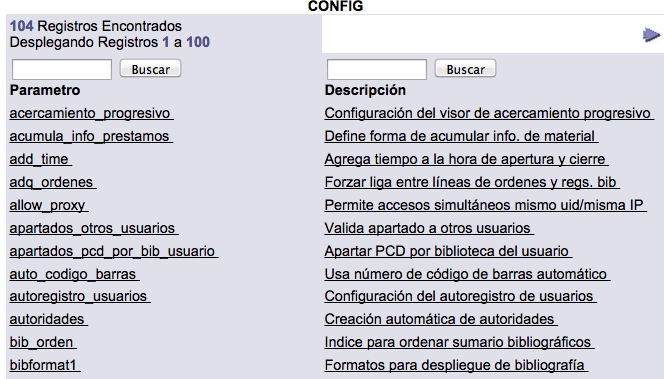 CONFIG
104 Registros Encontrados
Desplegando Registros 1 a 100
Buscar Buscar
Parametro Descripción
acercamiento_progresivo Configuración del visor de acercamiento progresivo
acumula_info_prestamos Define forma de acumular info. de material
add_time Agrega tiempo a la hora de apertura y cierre
adq_ordenes Forzar liga entre líneas de ordenes y regs. bib
allow_proxy Permite accesos simultáneos mismo uid/misma IP
apartados_otros_usuarios Valida apartado a otros usuarios
apartados_pcd_por_bib_usuario Apartar PCD por biblioteca del usuario
auto_codigo_barras Usa número de código de barras automático
autoregistro_usuarios Configuración del autoregistro de usuarios
autoridades Creación automática de autoridades
bib_orden Indice para ordenar sumario bibliográficos
bibformat1 Formatos para despliegue de bibliografía